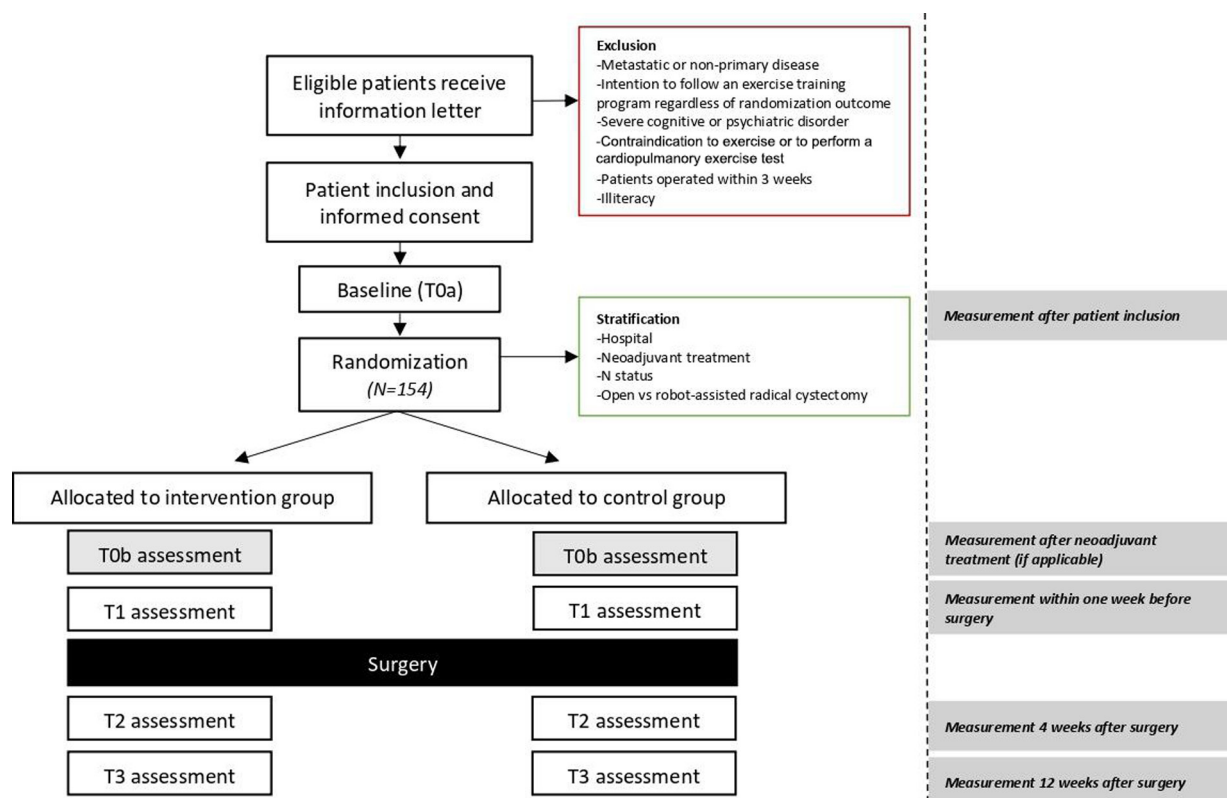 Eligible patients receive
information letter
Exclusion
-Metastatic or non-primary disease
-Intention to follow an exercise training
program regardless of randomization outcome
-Severe cognitive or psychiatric disorder
-Contraindication to exercise or to perform a
cardiopulmanory exercise test
-Patients operated within 3 weeks
-Illiteracy
Patient inclusion and
informed consent
Baseline (T0a)
Measurement after patient inclusion
Randomization
(N=154)
Stratification
-Hospital
-Neoadjuvant treatment
-N status
-Open vs robot-assisted radical cystectomy
Allocated to intervention group
Allocated to control group
T0b assessment
T0b assessment
Measurement after neoadjuvant
treatment (if applicable)
T1 assessment
T1 assessment
Measurement within one week before
surgery
Surgery
T2 assessment
T2 assessment
Measurement 4 weeks after surgery
T3 assessment
T3 assessment
Measurement 12 weeks after surgery